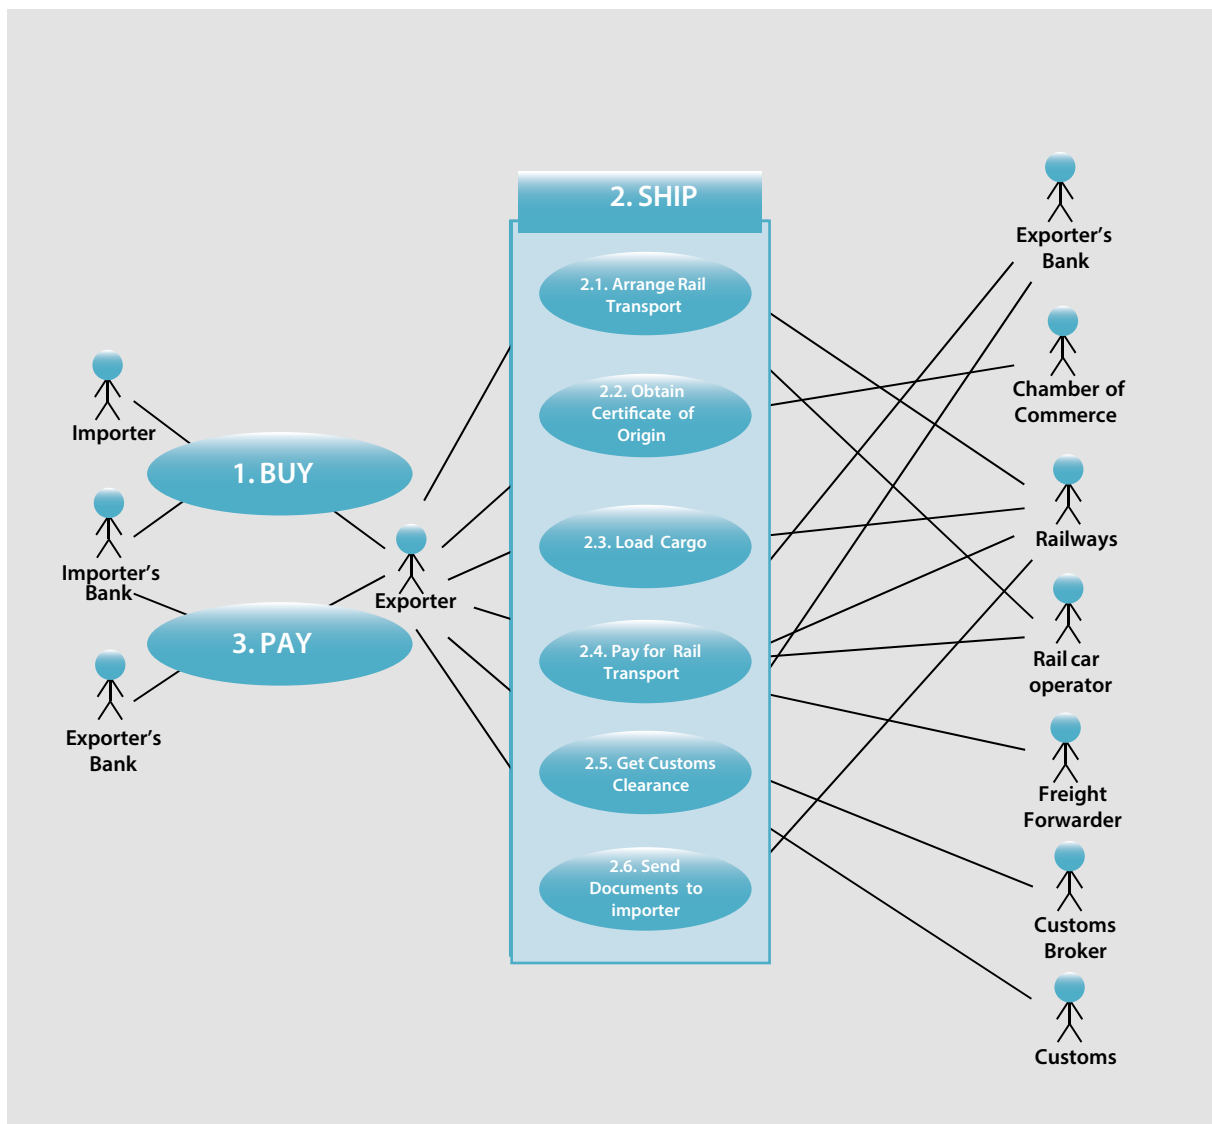 Importer
1. BUY
Importer's
Bank
Exporter
3. PAY
Exporter's
Bank
2. SHIP
2.1. Arrange Rail
Transport
2.2. Obtain
Certificate of
Origin
2.3. Load Cargo
2.4. Pay for Rail
Transport
2.5. Get Customs
Clearance
2.6. Send
Documents to
importer
Exporter's
Bank
Chamber of
Commerce
Railways
Rail car
operator
Freight
Forwarder
Customs
Broker
Customs